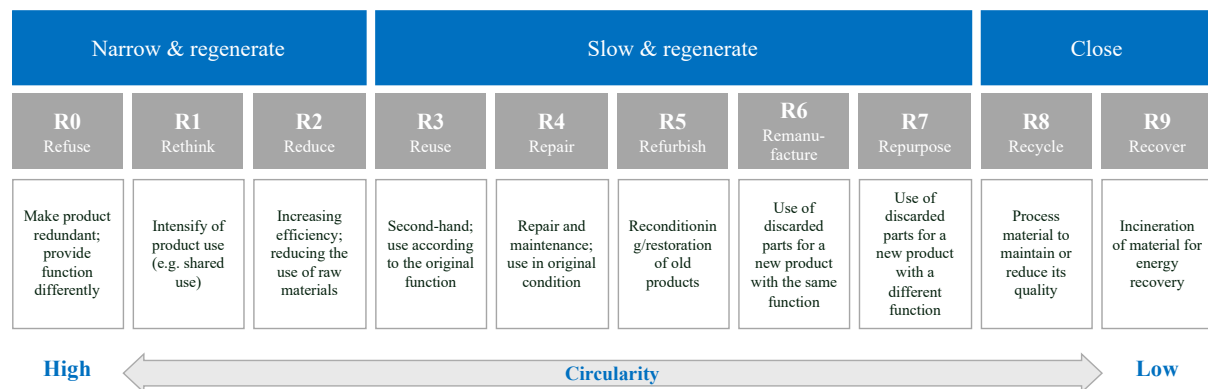 Narrow & regenerate
Slow & regenerate
Close
R0
Refuse
R1
Rethink
R2
Reduce
R3
Reuse
R4
Repair
R5
Refurbish
R6
Remanu-
facture
R7
Repurpose
R8
Recycle
R9
Recover
Make product
redundant;
provide
function
differently
Intensify of
product use
(e.g. shared
use)
Increasing
efficiency;
reducing the
use of raw
materials
Second-hand;
use according
to the original
function
Repair and
maintenance;
use in original
condition
Reconditionin
g/restoration
of old
products
Use of
discarded
parts for a
new product
with the same
function
Use of
discarded
parts for a
new product
with a
different
function
Process
material to
maintain or
reduce its
quality
Incineration
of material for
energy
recovery
High
Circularity
Low